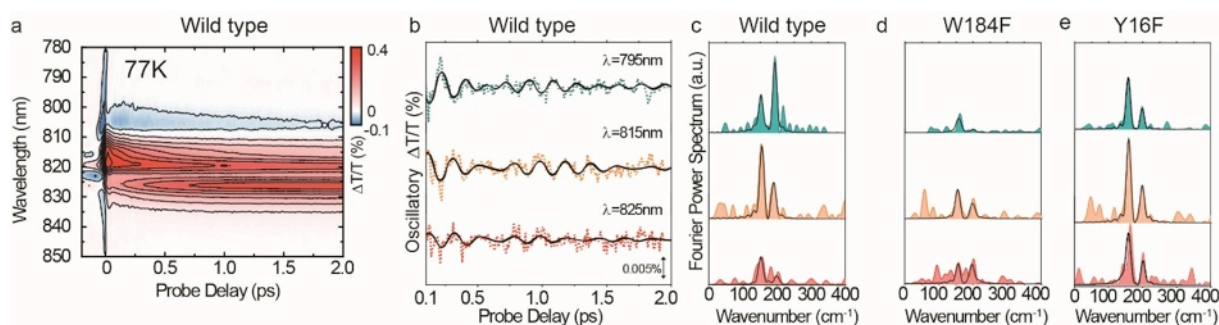 a Wild type
77K
780
790
800
810
820
830
840
850
Wavelength (nm)
0 0.5 1.0 1.5 2.0
Probe Delay (ps)
0.4
0
-0.1
ΔT/T (%)
b Wild type
λ=795nm
λ=815nm
λ=825nm
0.005%
Oscillatory ΔT/T (%)
0.1 0.5 1.0 1.5 2.0
Probe Delay (ps)
c Wild type
Fourier Power Spectrum (a.u.)
0 100 200 300 400
Wavenumber (cm⁻¹)
d W184F
0 100 200 300 400
Wavenumber (cm⁻¹)
e Y16F
0 100 200 300 400
Wavenumber (cm⁻¹)